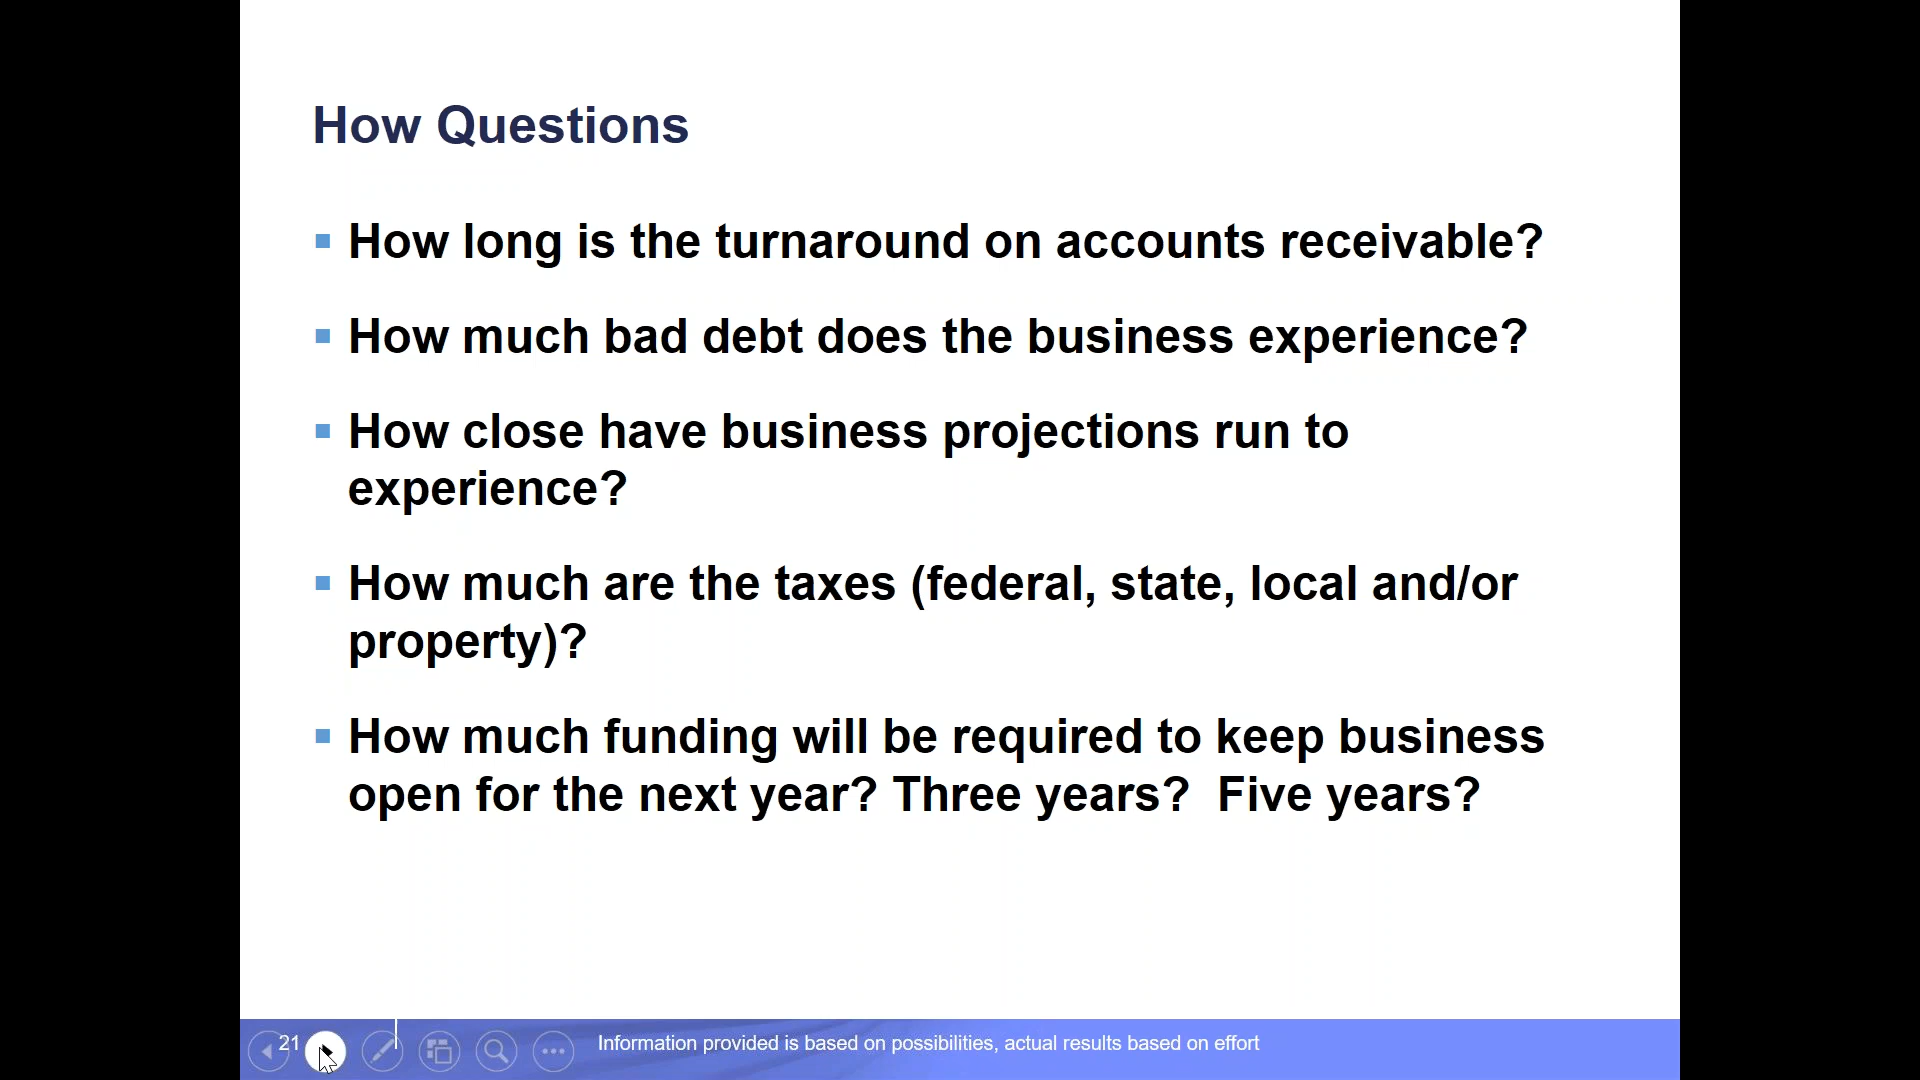 How Questions
How long is the turnaround on accounts receivable?
How much bad debt does the business experience?
How close have business projections run to
experience?
How much are the taxes (federal, state, local and/or
property)?
How much funding will be required to keep business
open for the next year? Three years?  Five years?
21
Information provided is based on possibilities, actual results based on effort